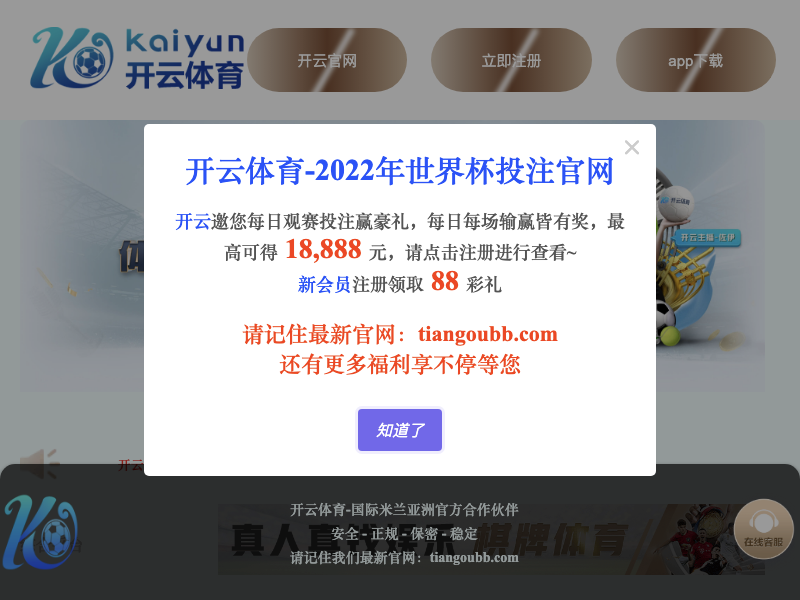 kaiyun
开云体育
开云官网
立即注册
app下载
×
开云体育-2022年世界杯投注官网
开云邀您每日观赛投注赢豪礼，每日每场输赢皆有奖，最
高可得 18,888 元，请点击注册进行查看~
新会员注册领取 88 彩礼
请记住最新官网：tiangoubb.com
还有更多福利享不停等您
知道了
体
开云主播·佐伊
开云
开云体育-国际米兰亚洲官方合作伙伴
真人真钱娱乐 棋牌体育
安全 - 正规 - 保密 - 稳定
请记住我们最新官网：tiangoubb.com
在线客服